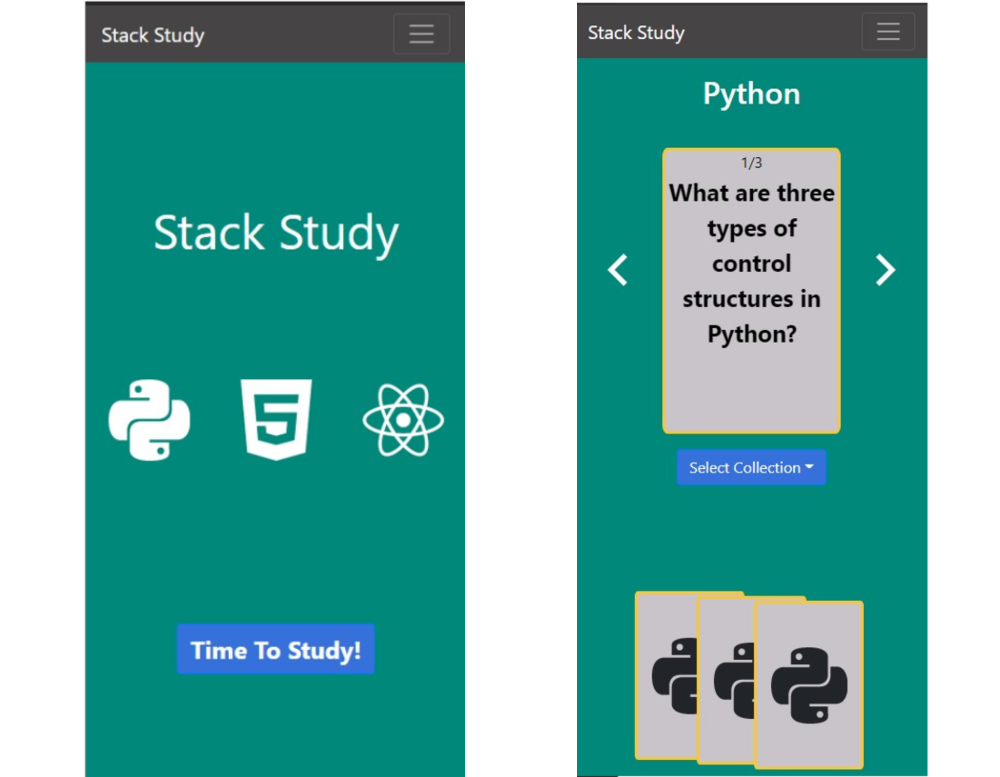 Stack Study
Stack Study
5
Time To Study!
Stack Study
Python
1/3
What are three
types of
control
structures in
Python?
Select Collection